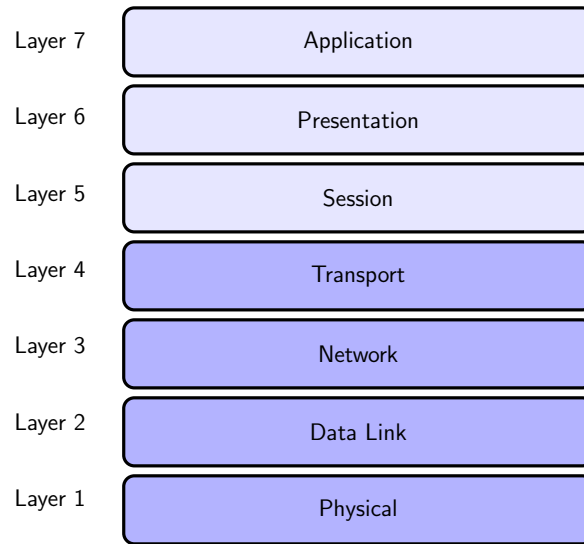 Layer 7 Application
Layer 6 Presentation
Layer 5 Session
Layer 4 Transport
Layer 3 Network
Layer 2 Data Link
Layer 1 Physical